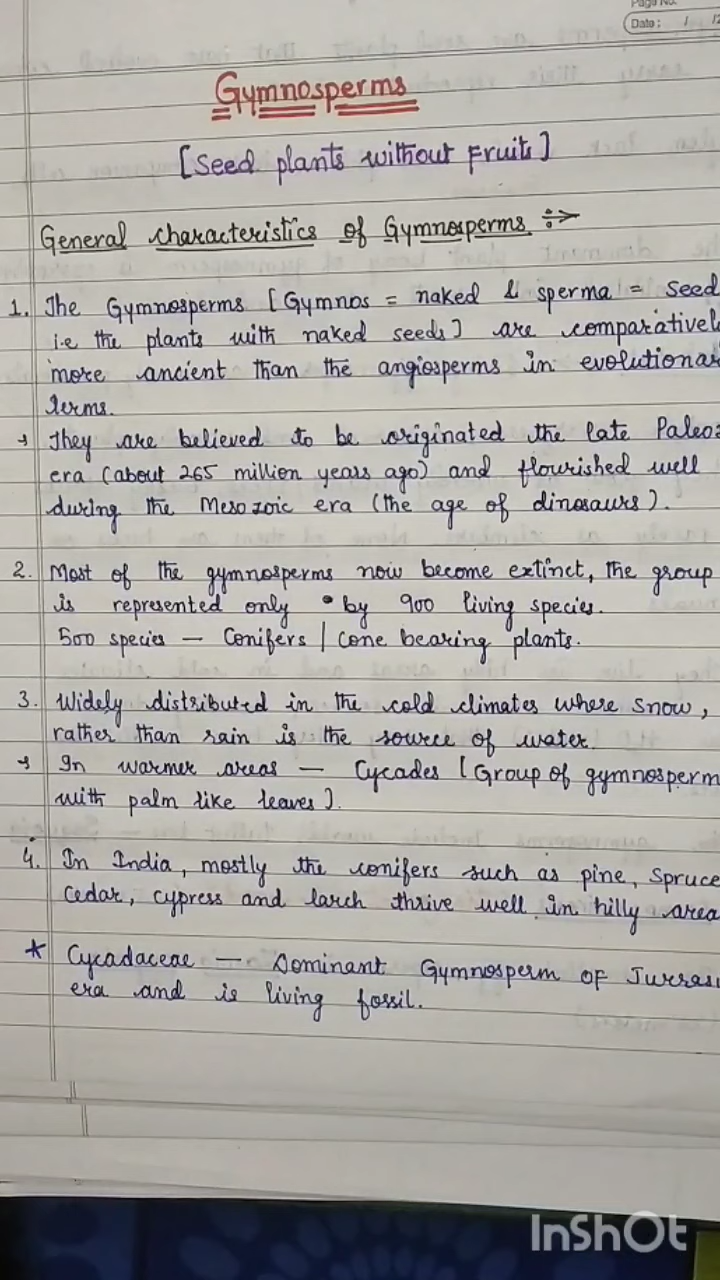 Page No.
Date: / /
Gymnosperms
[Seed plants without fruits]
General characteristics of Gymnosperms :->
1. The Gymnosperms [Gymnos = naked & sperma = Seed
i.e the plants with naked seeds] are comparativel
more ancient than the angiosperms in evolutionar
terms.
→ They are believed to be originated the late Paleoz
era (about 265 million years ago) and flourished well
during the Mesozoic era (the age of dinosaurs).
2. Most of the gymnosperms now become extinct, the group
is represented only by 900 living species.
500 species – Conifers / cone bearing plants.
3. Widely distributed in the cold climates where snow,
rather than rain is the source of water.
→ In warmer areas – Cycades [Group of gymnosperm
with palm like leaves].
4. In India, mostly the conifers such as pine, Spruce
cedar, cypress and larch thrive well in hilly area
* Cycadaceae – Dominant Gymnosperm of Jurrasi
era and is living fossil.
InShOt